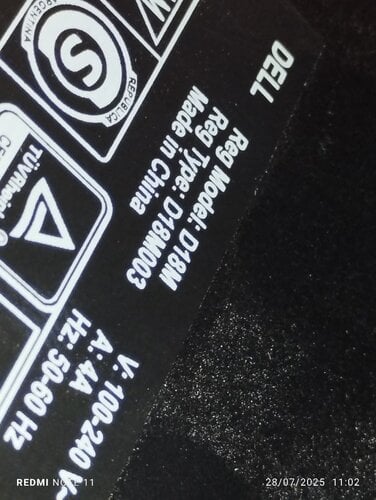 DELL
Reg Model: D18M
Reg Type: D18M003
Made in China
V: 100-240 V~
A: 4A
Hz: 50-60 Hz
S
ARGENTINA
REPUBLICA
REDMI NOTE 11
28/07/2025 11:02